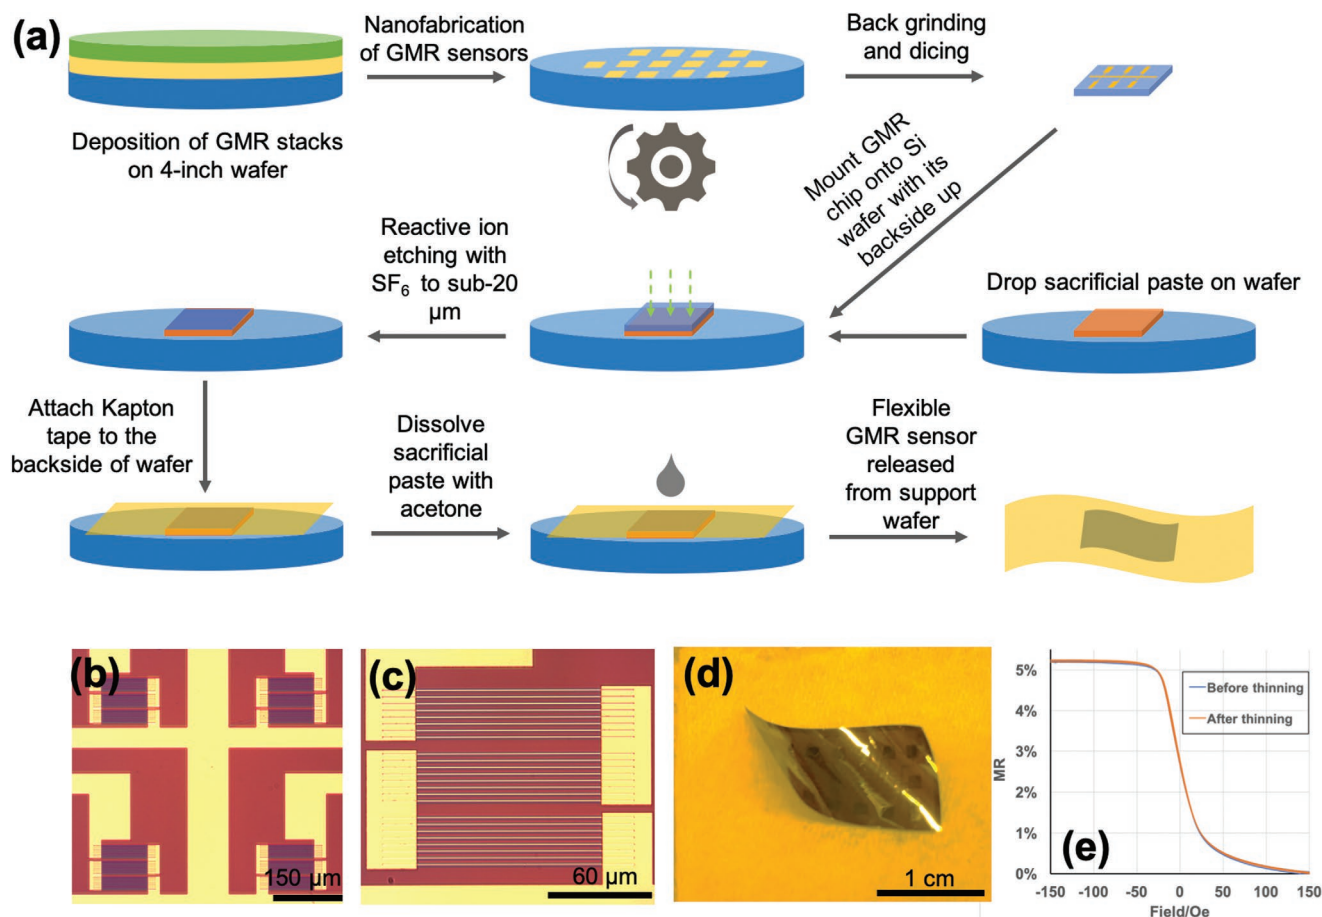 (a)
Nanofabrication
of GMR sensors
Back grinding
and dicing
Deposition of GMR stacks
on 4-inch wafer
Mount GMR
chip onto Si
wafer with its
backside up
Reactive ion
etching with
SF6 to sub-20
μm
Drop sacrificial paste on wafer
Attach Kapton
tape to the
backside of wafer
Dissolve
sacrificial
paste with
acetone
Flexible
GMR sensor
released
from support
wafer
(b)
150 μm
(c)
60 μm
(d)
1 cm
(e)
MR
5%
4%
3%
2%
1%
0%
Before thinning
After thinning
-150 -100 -50 0 50 100 150
Field/Oe